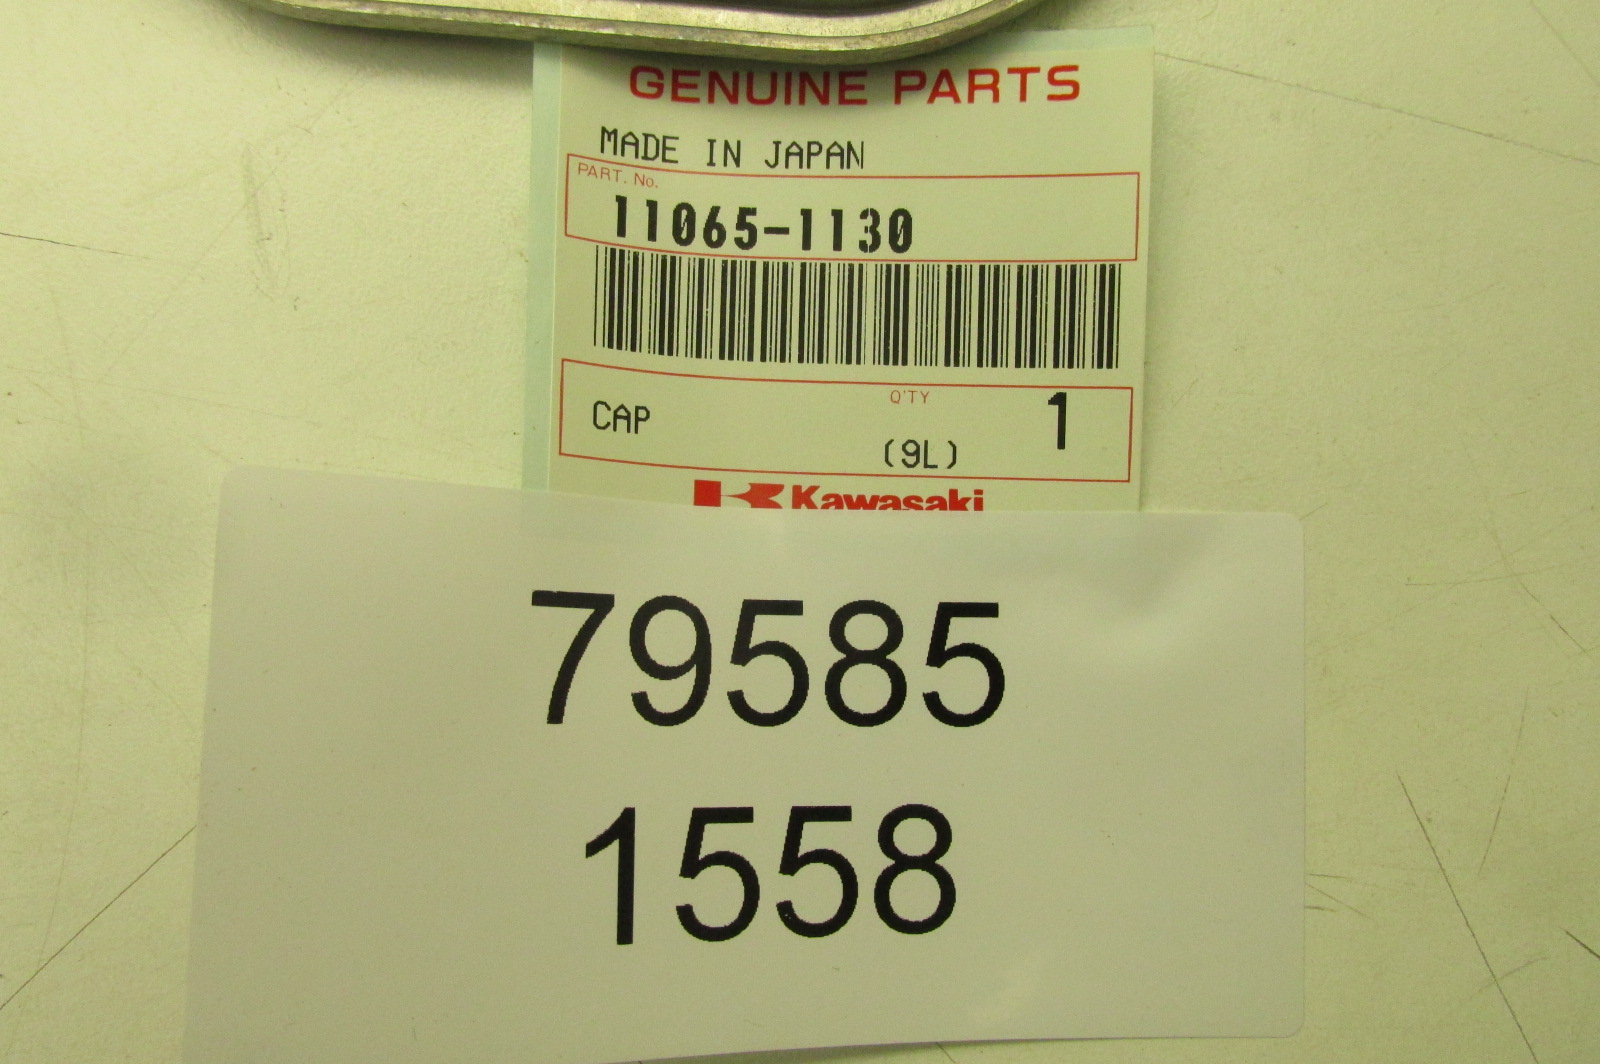 GENUINE PARTS
MADE IN JAPAN
PART. No.
11065-1130
Q'TY
CAP 1
(9L)
Kawasaki
79585
1558